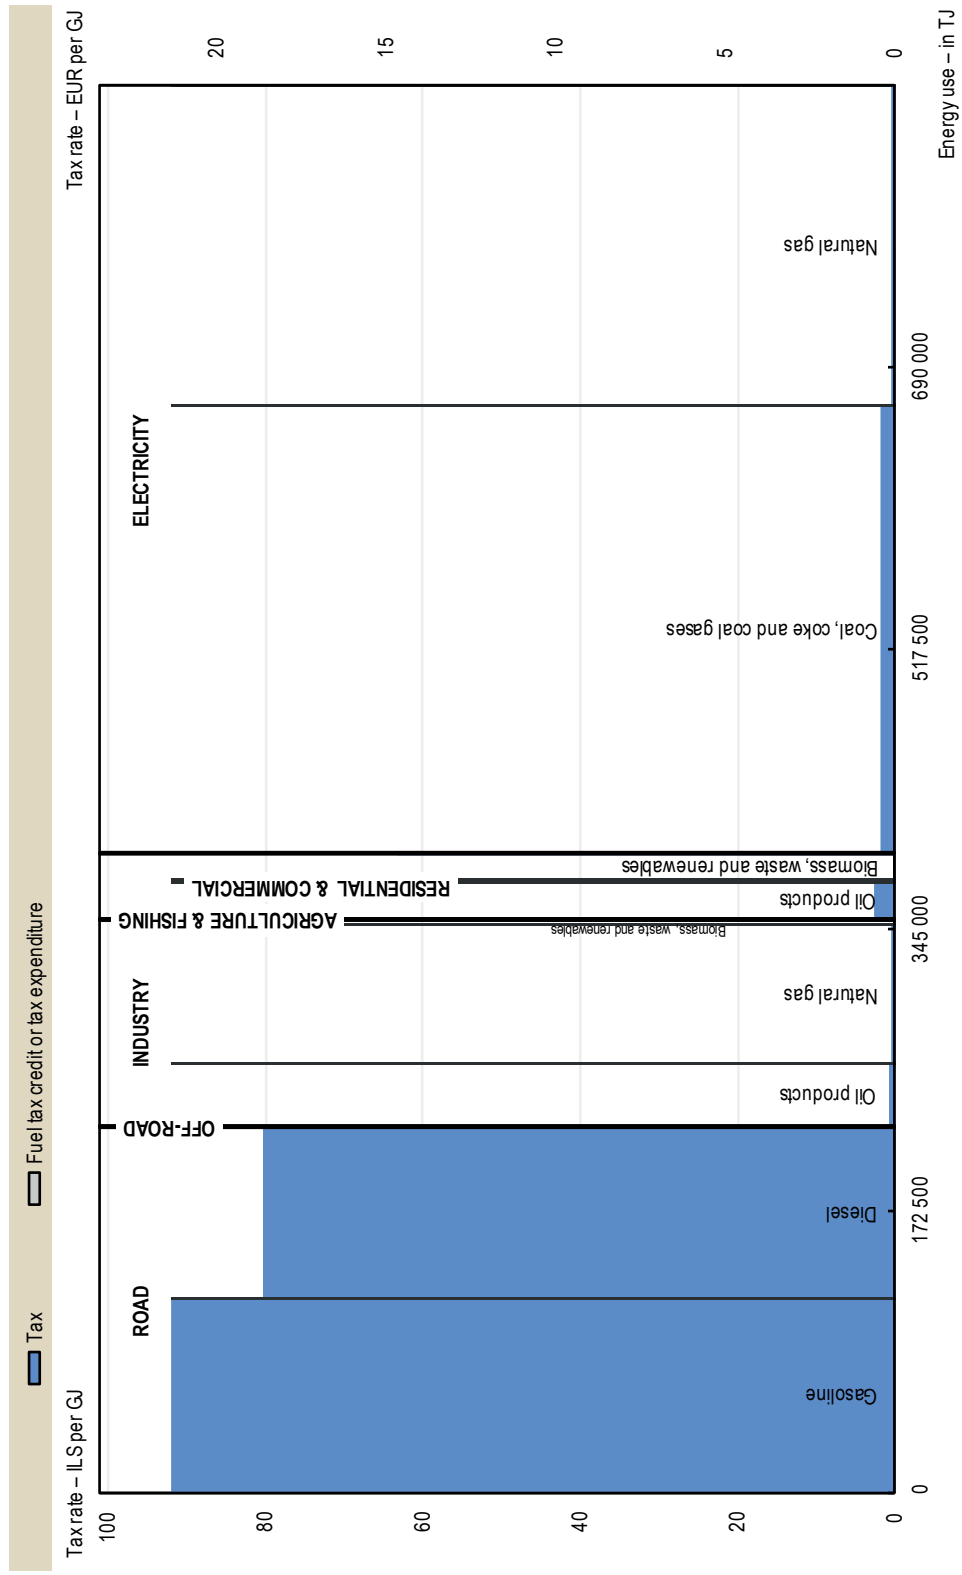 Tax
Fuel tax credit or tax expenditure
Tax rate – ILS per GJ
Tax rate – EUR per GJ
100
80
60
40
20
0
20
15
10
5
0
ROAD
OFF-ROAD
INDUSTRY
AGRICULTURE & FISHING
RESIDENTIAL & COMMERCIAL
ELECTRICITY
Gasoline
Diesel
Oil products
Natural gas
Biomass, waste and renewables
Oil products
Biomass, waste and renewables
Coal, coke and coal gases
Natural gas
0
172 500
345 000
517 500
690 000
Energy use – in TJ